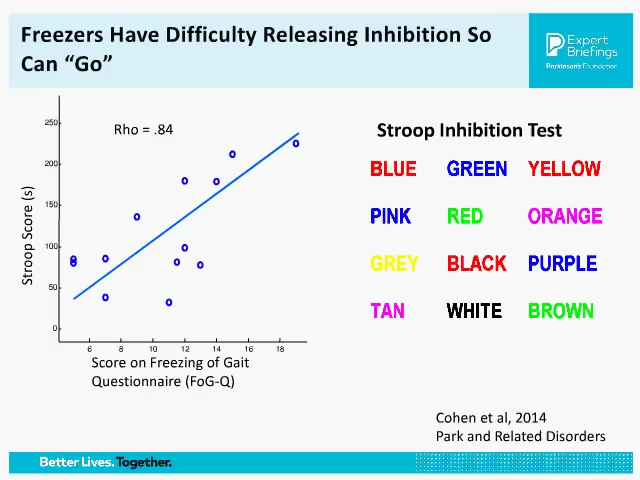 Freezers Have Difficulty Releasing Inhibition So
Can “Go”
Expert
Briefings
Parkinson's Foundation
Rho = .84
Stroop Score (s)
250
200
150
100
50
0
6 8 10 12 14 16 18
Score on Freezing of Gait
Questionnaire (FoG-Q)
Stroop Inhibition Test
BLUE GREEN YELLOW
PINK RED ORANGE
GREY BLACK PURPLE
TAN WHITE BROWN
Cohen et al, 2014
Park and Related Disorders
Better Lives. Together.